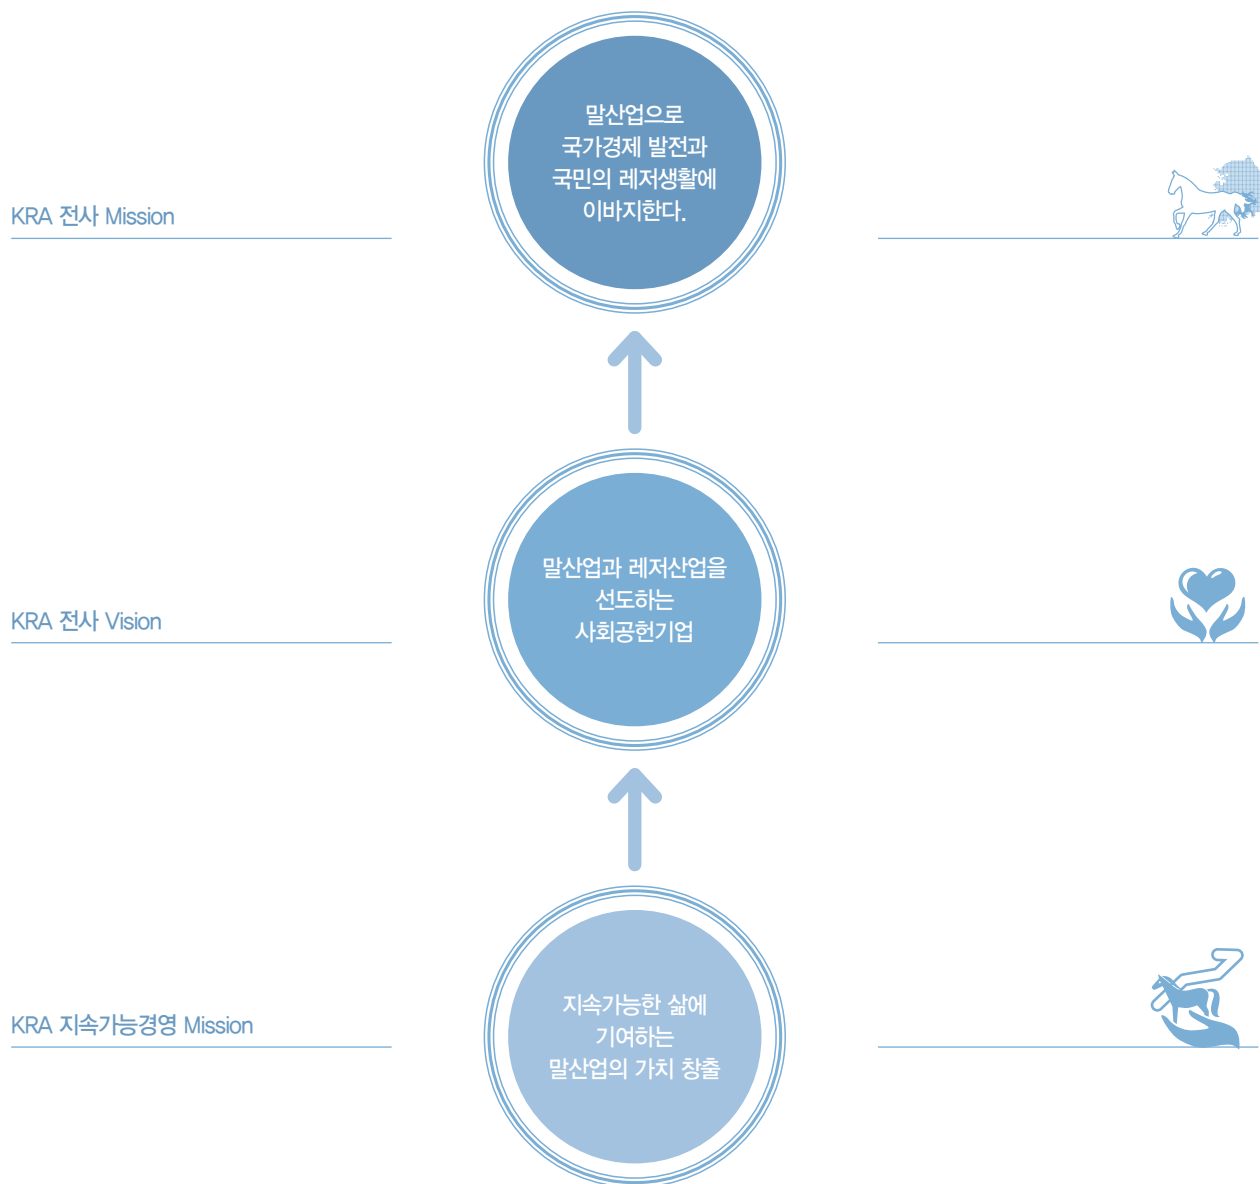 말산업으로
국가경제 발전과
국민의 레저생활에
이바지한다.
KRA 전사 Mission
말산업과 레저산업을
선도하는
사회공헌기업
KRA 전사 Vision
지속가능한 삶에
기여하는
말산업의 가치 창출
KRA 지속가능경영 Mission